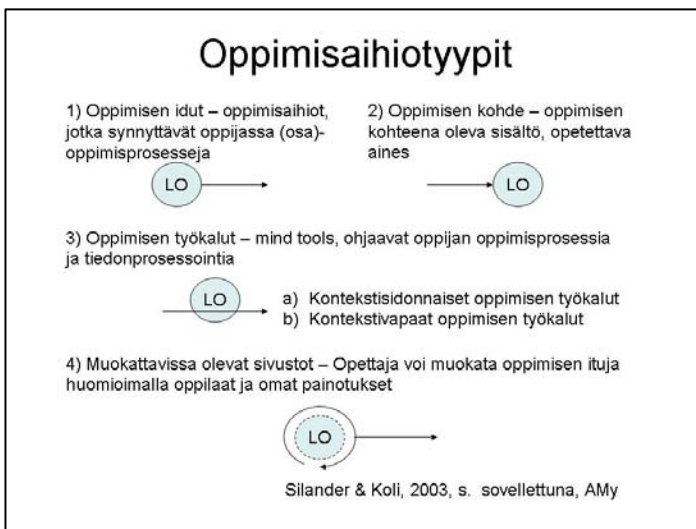 Oppimisaihiotyypit
1) Oppimisen idut – oppimisaihiot,
jotka synnyttävät oppijassa (osa)-
oppimisprosesseja
LO
2) Oppimisen kohde – oppimisen
kohteena oleva sisältö, opetettava
aines
LO
3) Oppimisen työkalut – mind tools, ohjaavat oppijan oppimisprosessia
ja tiedonprosessointia
LO
a) Kontekstisidonnaiset oppimisen työkalut
b) Kontekstivapaat oppimisen työkalut
4) Muokattavissa olevat sivustot – Opettaja voi muokata oppimisen ituja
huomioimalla oppilaat ja omat painotukset
LO
Silander & Koli, 2003, s. sovellettuna, AMy